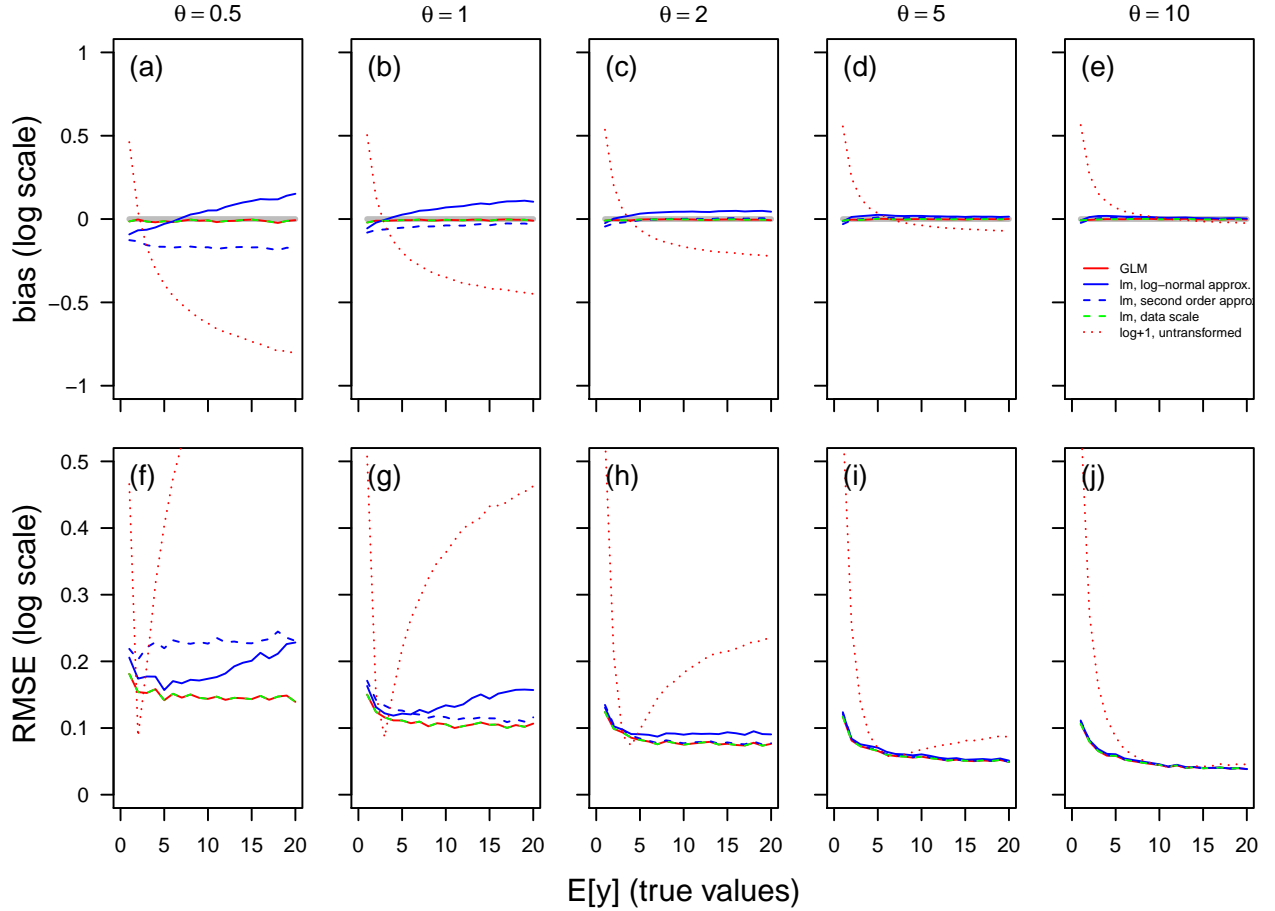 θ = 0.5 θ = 1 θ = 2 θ = 5 θ = 10
bias (log scale)
1
0.5
0
−0.5
−1
(a) (b) (c) (d) (e)
GLM
lm, log−normal approx.
lm, second order approx
lm, data scale
log+1, untransformed
RMSE (log scale)
0.5
0.4
0.3
0.2
0.1
0
(f) (g) (h) (i) (j)
0 5 10 15 20 0 5 10 15 20 0 5 10 15 20 0 5 10 15 20 0 5 10 15 20
E[y] (true values)